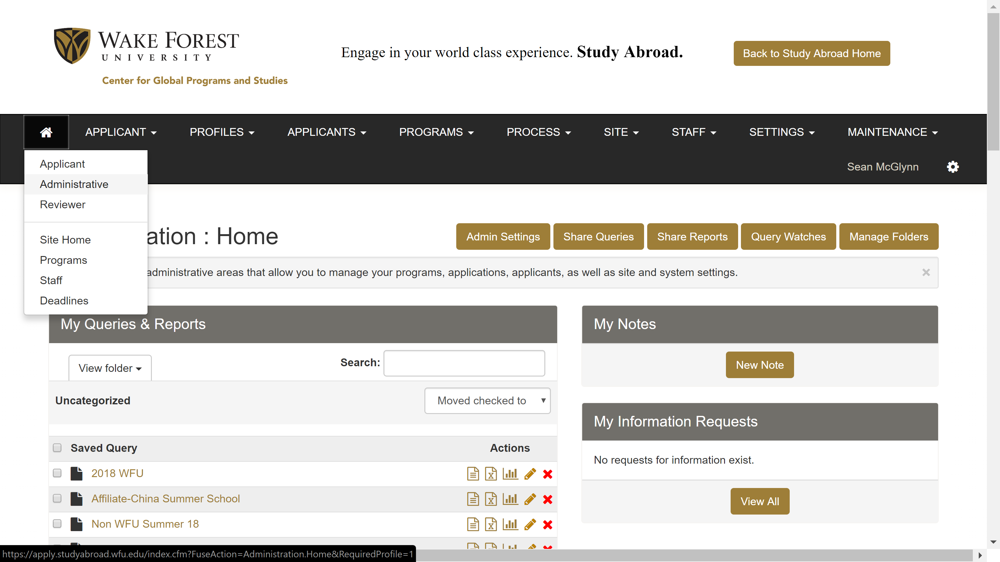 WAKE FOREST
UNIVERSITY
Center for Global Programs and Studies
Engage in your world class experience. Study Abroad.
Back to Study Abroad Home
APPLICANT PROFILES APPLICANTS PROGRAMS PROCESS SITE STAFF SETTINGS MAINTENANCE
Sean McGlynn
Applicant
Administrative
Reviewer
Site Home
Programs
Staff
Deadlines
ation : Home
Admin Settings Share Queries Share Reports Query Watches Manage Folders
administrative areas that allow you to manage your programs, applications, applicants, as well as site and system settings.
My Queries & Reports
View folder
Search:
Uncategorized
Moved checked to
Saved Query Actions
2018 WFU
Affiliate-China Summer School
Non WFU Summer 18
My Notes
New Note
My Information Requests
No requests for information exist.
View All
https://apply.studyabroad.wfu.edu/index.cfm?FuseAction=Administration.Home&RequiredProfile=1